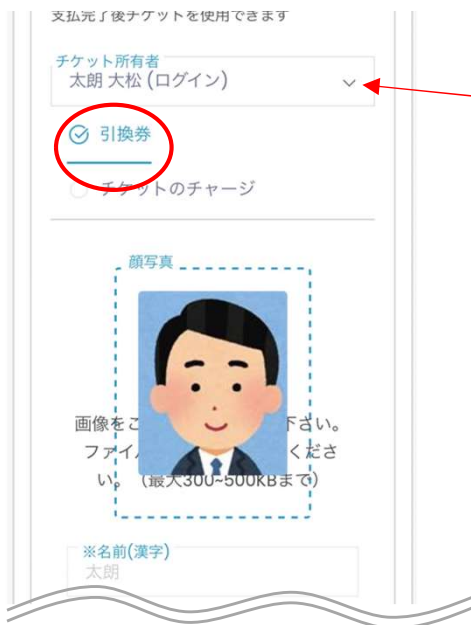 支払完了後チケットを使用できます
チケット所有者
太朗 大松 (ログイン)
引換券
チケットのチャージ
顔写真
画像をこ
下さい。
ファイ
くださ
い。（最大300~500KBまで）
※名前(漢字)
太朗